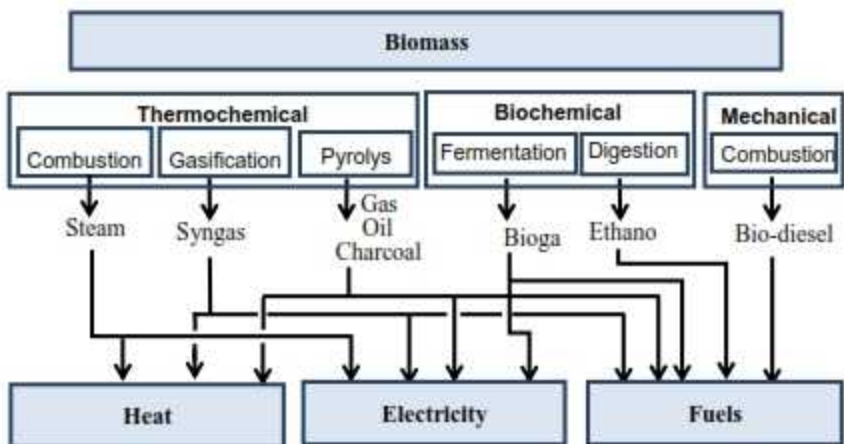 Biomass
Thermochemical
Combustion
Gasification
Pyrolys
Biochemical
Fermentation
Digestion
Mechanical
Combustion
Steam
Syngas
Gas
Oil
Charcoal
Bioga
Ethano
Bio-diesel
Heat
Electricity
Fuels